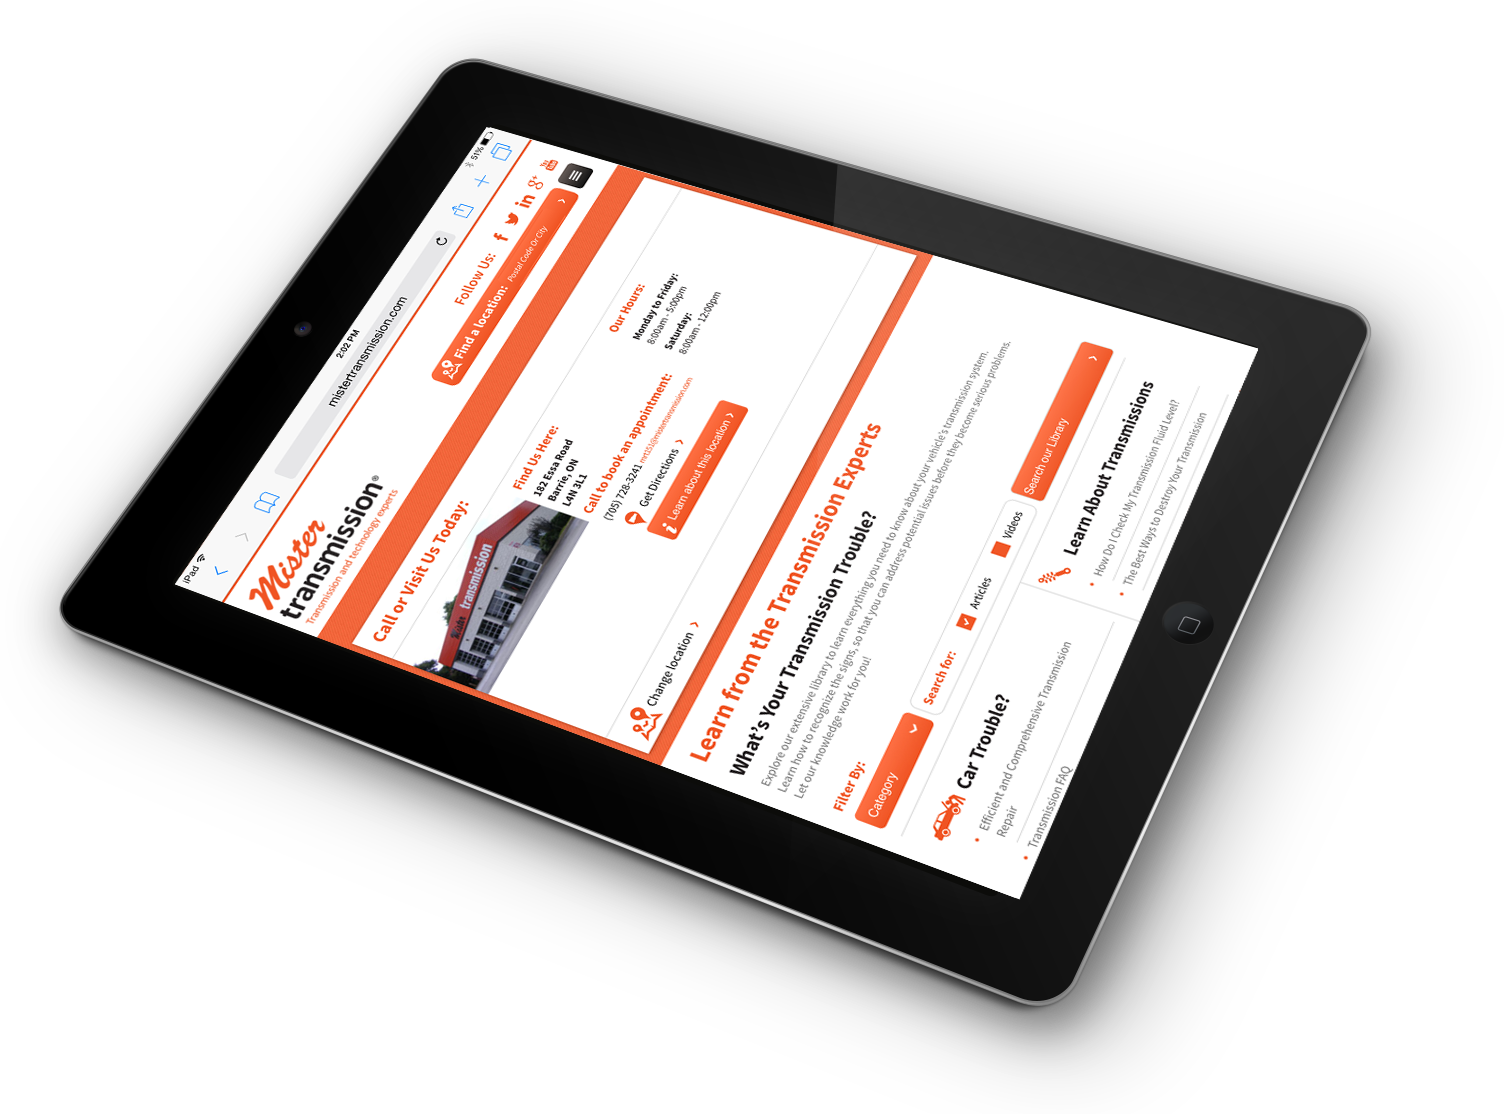 iPad
2:02 PM
51%
mistertransmission.com
Mister
transmission®
Transmission and technology experts
Follow Us:
f
in
g+
You
Tube
Find a location:
Postal Code Or City
Call or Visit Us Today:
transmission
Find Us Here:
182 Essa Road
Barrie, ON
L4N 3L1
Call to book an appointment:
(705) 728-3241 mrt151@mistertransmission.com
Get Directions
Learn about this location
Our Hours:
Monday to Friday:
8:00am - 5:00pm
Saturday:
8:00am - 12:00pm
Change location
Learn from the Transmission Experts
What's Your Transmission Trouble?
Explore our extensive library to learn everything you need to know about your vehicle's transmission system.
Learn how to recognize the signs, so that you can address potential issues before they become serious problems.
Let our knowledge work for you!
Filter By:
Category
Search for:
Articles
Videos
Search our Library
Car Trouble?
Efficient and Comprehensive Transmission
Repair
Transmission FAQ
Learn About Transmissions
How Do I Check My Transmission Fluid Level?
The Best Ways to Destroy Your Transmission